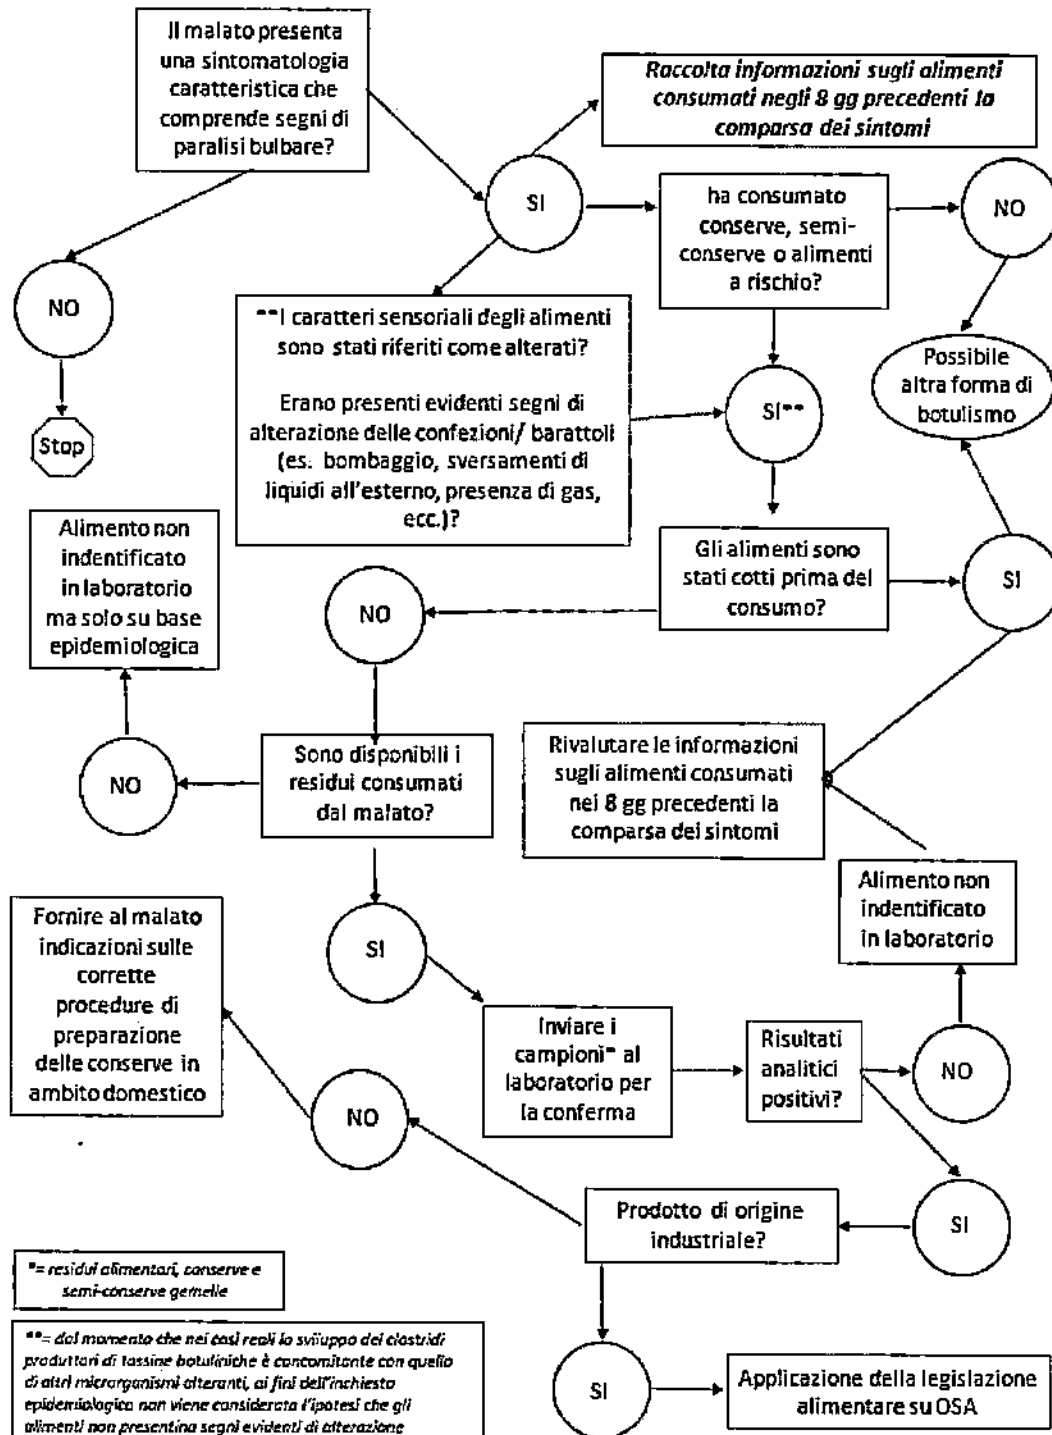 Il malato presenta
una sintomatologia
caratteristica che
comprende segni di
paralisi bulbare?
Raccolta informazioni sugli alimenti
consumati negli 8 gg precedenti la
comparsa dei sintomi
SI
ha consumato
conserve, semi-
conserve o alimenti
a rischio?
NO
NO
**I caratteri sensoriali degli alimenti
sono stati riferiti come alterati?
Erano presenti evidenti segni di
alterazione delle confezioni/ barattoli
(es. bombaggio, sversamenti di
liquidi all'esterno, presenza di gas,
ecc.)?
SI**
Possibile
altra forma di
botulismo
Stop
Alimento non
indentificato
in laboratorio
ma solo su base
epidemiologica
Gli alimenti sono
stati cotti prima del
consumo?
SI
NO
NO
Sono disponibili i
residui consumati
dal malato?
Rivalutare le informazioni
sugli alimenti consumati
nei 8 gg precedenti la
comparsa dei sintomi
Alimento non
indentificato
in laboratorio
Fornire al malato
indicazioni sulle
corrette
procedure di
preparazione
delle conserve in
ambito domestico
SI
Inviare i
campioni* al
laboratorio per
la conferma
Risultati
analitici
positivi?
NO
NO
Prodotto di origine
industriale?
SI
*= residui alimentari, conserve e
semi-conserve gemelle
**= dal momento che nei casi reali lo sviluppo dei clostridi
produttori di tossine botuliniche è concomitante con quello
di altri microrganismi alteranti, ai fini dell'inchiesta
epidemiologica non viene considerata l'ipotesi che gli
alimenti non presentino segni evidenti di alterazione
SI
Applicazione della legislazione
alimentare su OSA